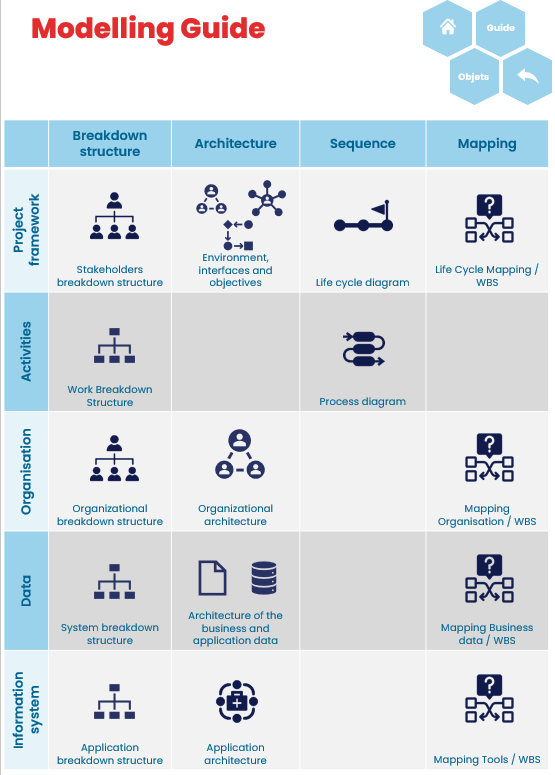 Modelling Guide
Guide
Objets
Breakdown
structure
Architecture
Sequence
Mapping
Project
framework
Stakeholders
breakdown structure
Environment,
interfaces and
objectives
Life cycle diagram
Life Cycle Mapping /
WBS
Activities
Work Breakdown
Structure
Process diagram
Organisation
Organizational
breakdown structure
Organizational
architecture
Mapping
Organisation / WBS
Data
System breakdown
structure
Architecture of the
business and
application data
Mapping Business
data / WBS
Information
system
Application
breakdown structure
Application
architecture
Mapping Tools / WBS